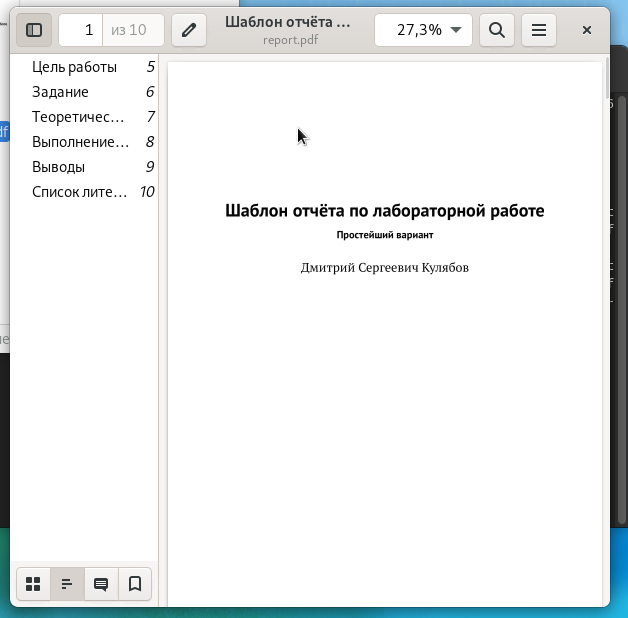 1 из 10
Шаблон отчёта …
report.pdf
27,3%
Цель работы 5
Задание 6
Теоретичес… 7
Выполнение… 8
Выводы 9
Список лите… 10
Шаблон отчёта по лабораторной работе
Простейший вариант
Дмитрий Сергеевич Кулябов